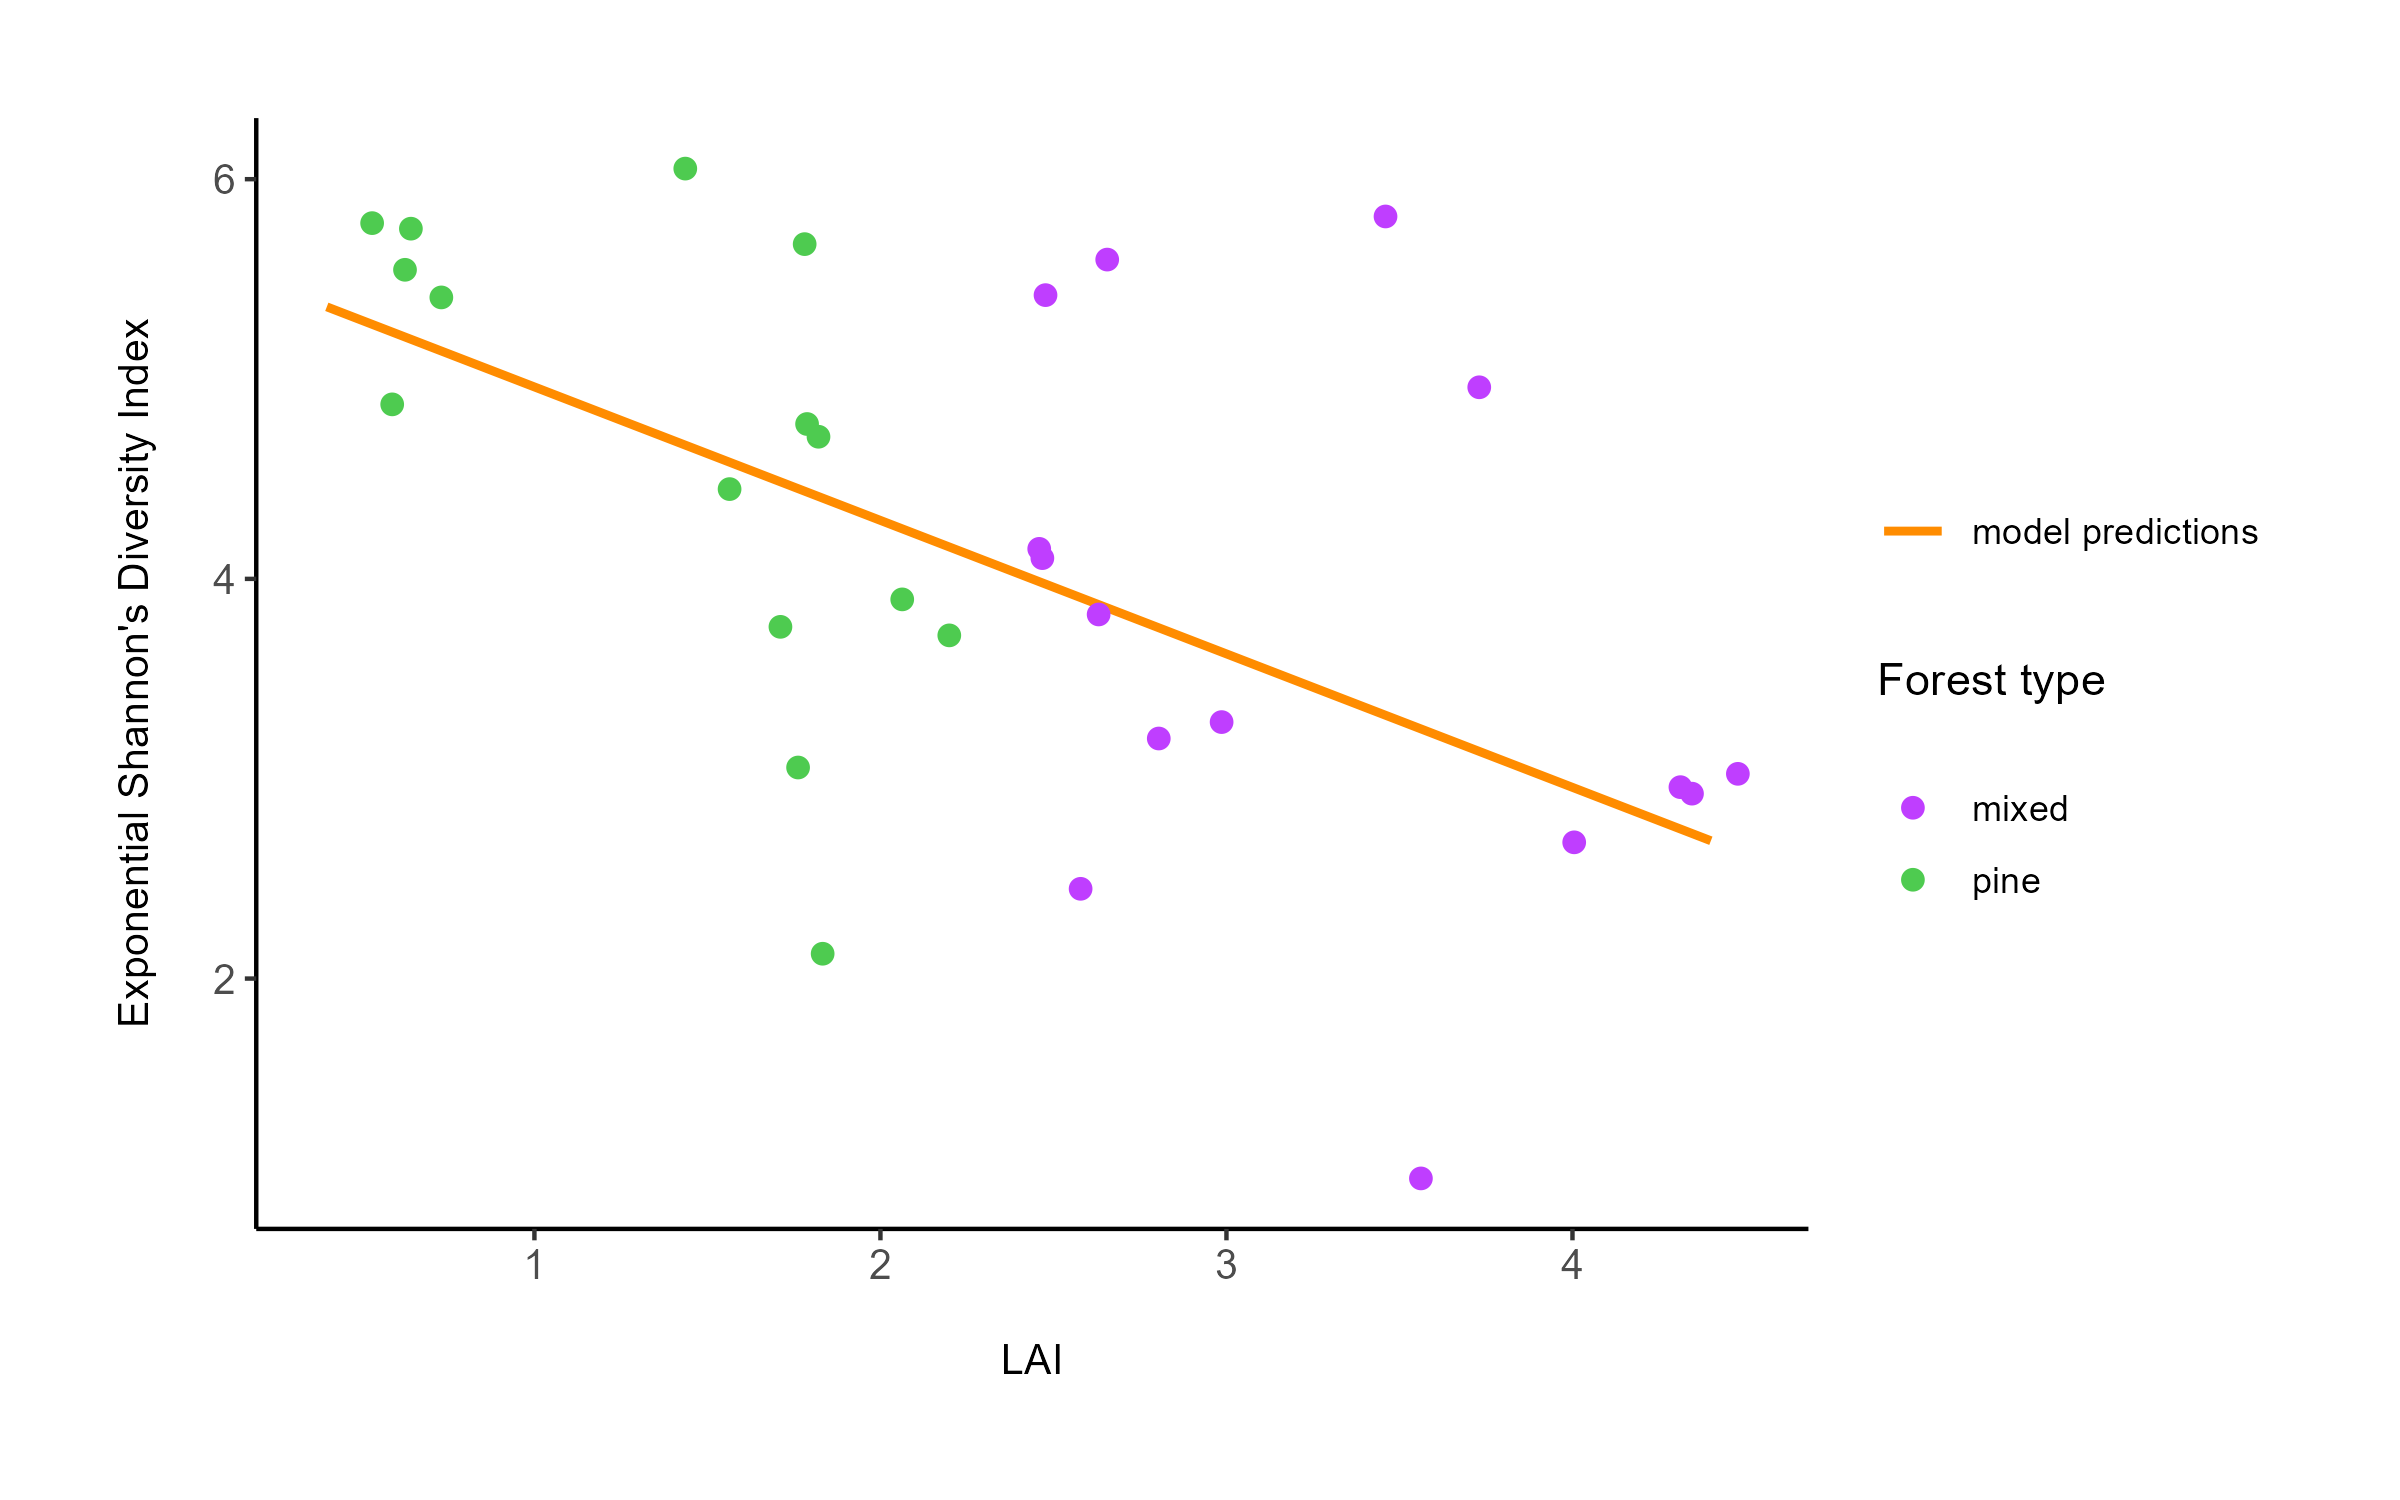 Exponential Shannon's Diversity Index
6
4
2
1 2 3 4
LAI
model predictions
Forest type
mixed
pine